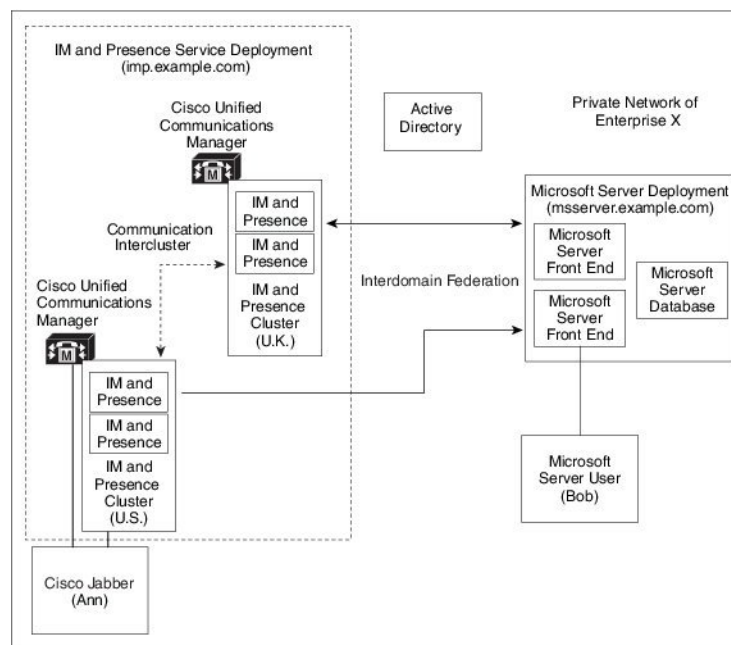 IM and Presence Service Deployment
(imp.example.com)
Cisco Unified
Communications
Manager
M
IM and
Presence
IM and
Presence
IM and
Presence
Cluster
(U.K.)
Communication
Intercluster
Cisco Unified
Communications
Manager
M
IM and
Presence
IM and
Presence
IM and
Presence
Cluster
(U.S.)
Cisco Jabber
(Ann)
Active
Directory
Private Network of
Enterprise X
Interdomain Federation
Microsoft Server Deployment
(msserver.example.com)
Microsoft
Server
Front End
Microsoft
Server
Front End
Microsoft
Server
Database
Microsoft
Server User
(Bob)